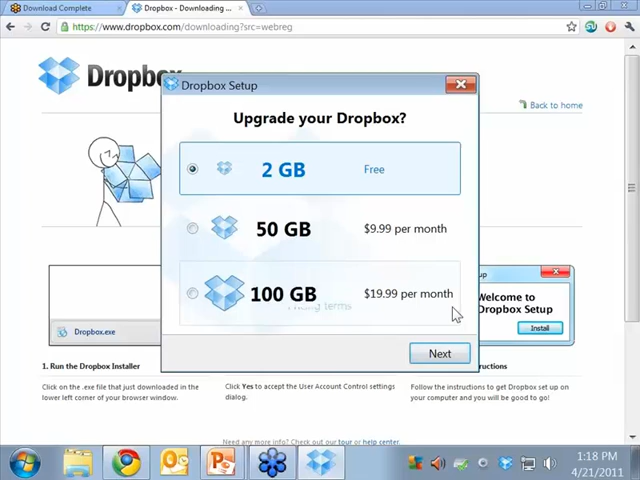 Download Complete
Dropbox - Downloading ...
https://www.dropbox.com/downloading?src=webreg
Dropbox
Back to home
Dropbox Setup
Upgrade your Dropbox?
2 GB Free
50 GB $9.99 per month
100 GB $19.99 per month
terms
Next
Dropbox.exe
up
Welcome to
Dropbox Setup
Install
1. Run the Dropbox Installer
ructions
Click on the .exe file that just downloaded in the
lower left corner of your browser window.
Click Yes to accept the User Account Control settings
dialog.
Follow the instructions to get Dropbox set up on
your computer and you will be good to go!
Need any more info? Check out our tour or help center.
1:18 PM
4/21/2011